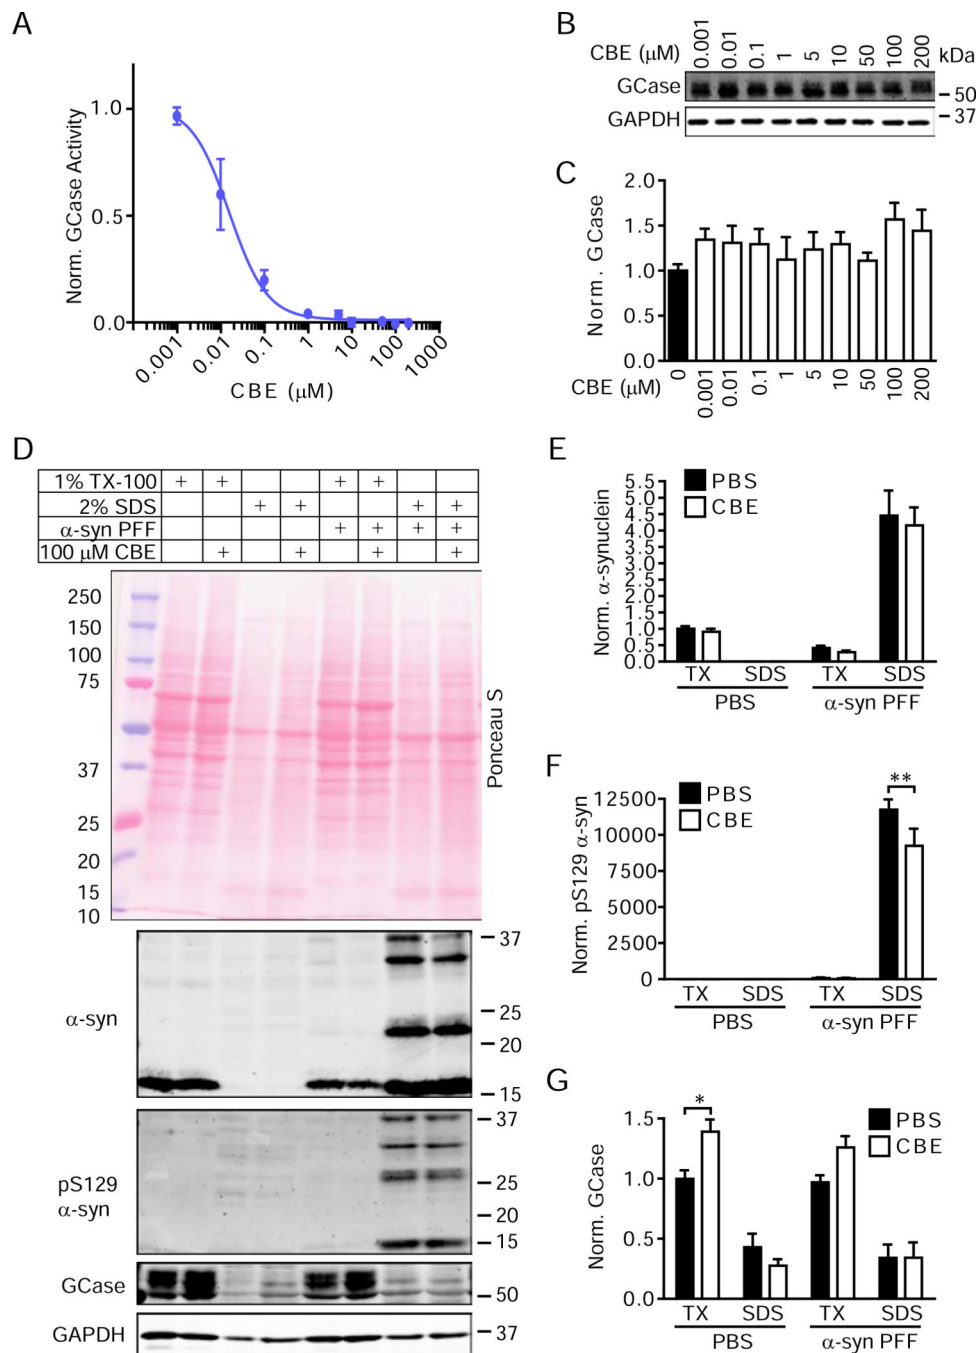 A
Norm. GCase Activity
1.0
0.5
0.0
0.001
0.01
0.1
1
10
100
1000
CBE (μM)
B
CBE (μM) 0.001 0.01 0.1 1 5 10 50 100 200 kDa
GCase
50
GAPDH
37
C
Norm. GCase
2.0
1.5
1.0
0.5
0.0
CBE (μM) 0 0.001 0.01 0.1 1 5 10 50 100 200
D
1% TX-100 + + + +
2% SDS + + + +
α-syn PFF + + + +
100 μM CBE + + + +
250
150
100
75
37
25
20
15
10
Ponceau S
α-syn
37
25
20
15
pS129
α-syn
37
25
20
15
GCase
50
GAPDH
37
E
PBS
CBE
Norm. α-synuclein
5.5
5.0
4.5
4.0
3.5
3.0
2.5
2.0
1.5
1.0
0.5
TX SDS TX SDS
PBS α-syn PFF
F
PBS
CBE
**
Norm. pS129 α-syn
12500
10000
7500
5000
2500
0
TX SDS TX SDS
PBS α-syn PFF
G
PBS
CBE
*
Norm. GCase
1.5
1.0
0.5
0.0
TX SDS TX SDS
PBS α-syn PFF